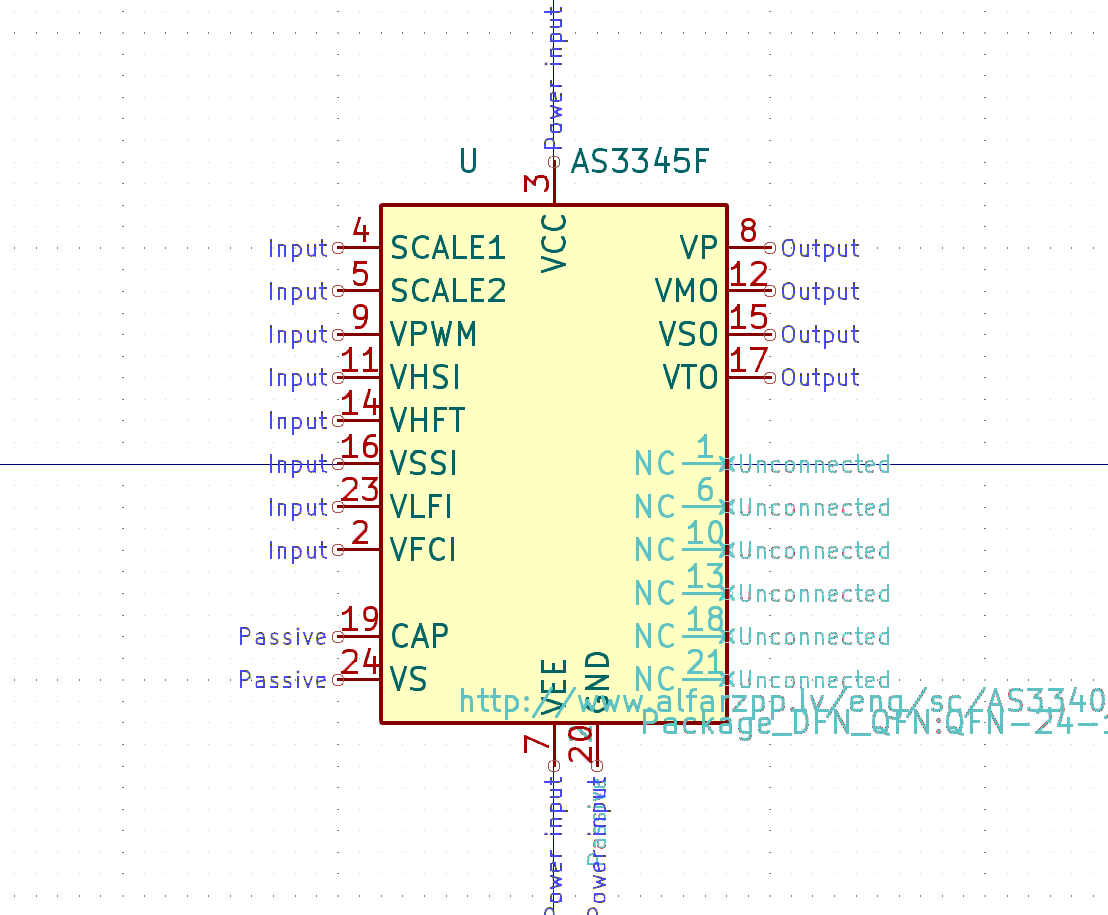 Power input
U AS3345F
3
VCC
Input 4 SCALE1 VP 8 Output
Input 5 SCALE2 VMO 12 Output
Input 9 VPWM VSO 15 Output
Input 11 VHSI VTO 17 Output
Input 14 VHFT
Input 16 VSSI NC 1 Unconnected
Input 23 VLFI NC 6 Unconnected
Input 2 VFCI NC 10 Unconnected
NC 13 Unconnected
Passive 19 CAP NC 18 Unconnected
Passive 24 VS NC 21 Unconnected
VEE GND
http://www.alfarzpp.lv/eng/sc/AS3340
Package_DFN_QFN:QFN-24-1
7 20
Power input Power input
Passive